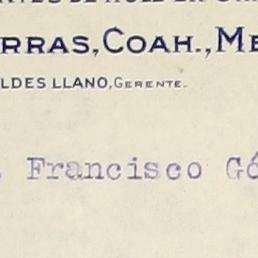 RRAS, COAH., ME
LDES LLANO, GERENTE.
Francisco Gó